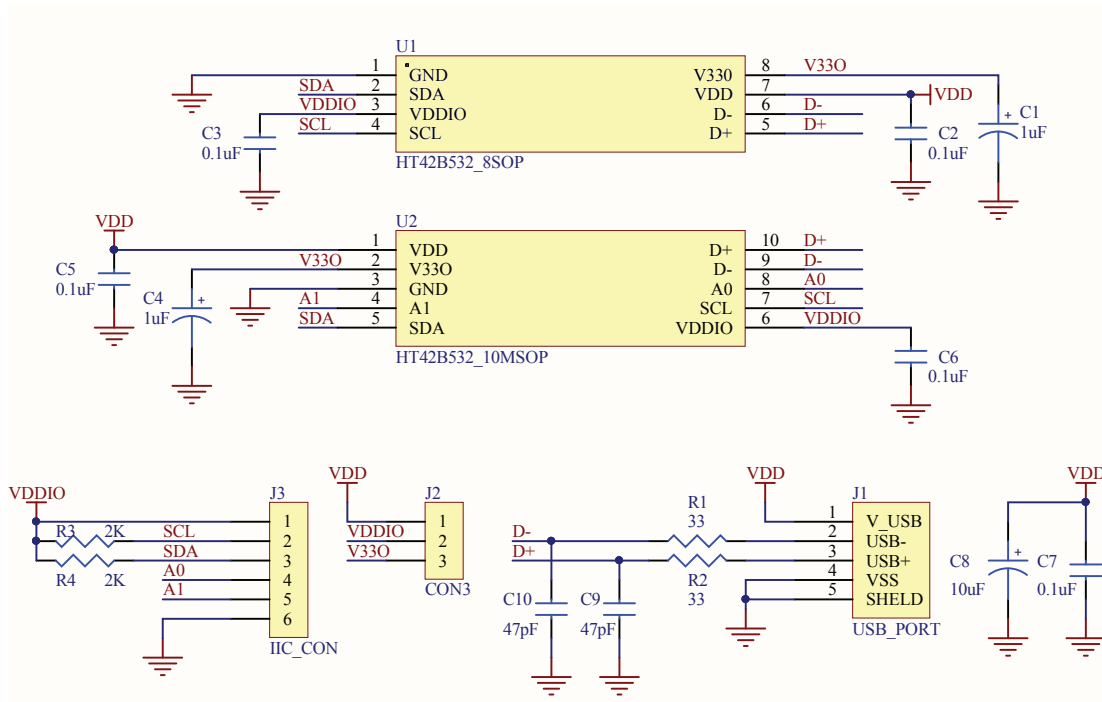 U1
1 GND V330 8 V33O
SDA 2 SDA VDD 7 VDD
VDDIO 3 VDDIO D- 6 D-
SCL 4 SCL D+ 5 D+
HT42B532_8SOP
C3
0.1uF
C2
0.1uF
+ C1
1uF
U2
VDD
1 VDD D+ 10 D+
V33O 2 V33O D- 9 D-
3 GND A0 8 A0
A1 4 A1 SCL 7 SCL
SDA 5 SDA VDDIO 6 VDDIO
HT42B532_10MSOP
C5
0.1uF
C4 +
1uF
C6
0.1uF
VDDIO
J3
1
R3 2K SCL 2
R4 2K SDA 3
A0 4
A1 5
6
IIC_CON
VDD
J2
1
VDDIO 2
V33O 3
CON3
VDD
J1
R1
33
1 V_USB
D- 2 USB-
D+ 3 USB+
R2
33
4 VSS
5 SHELD
USB_PORT
C10
47pF
C9
47pF
VDD
C8 +
10uF
C7
0.1uF